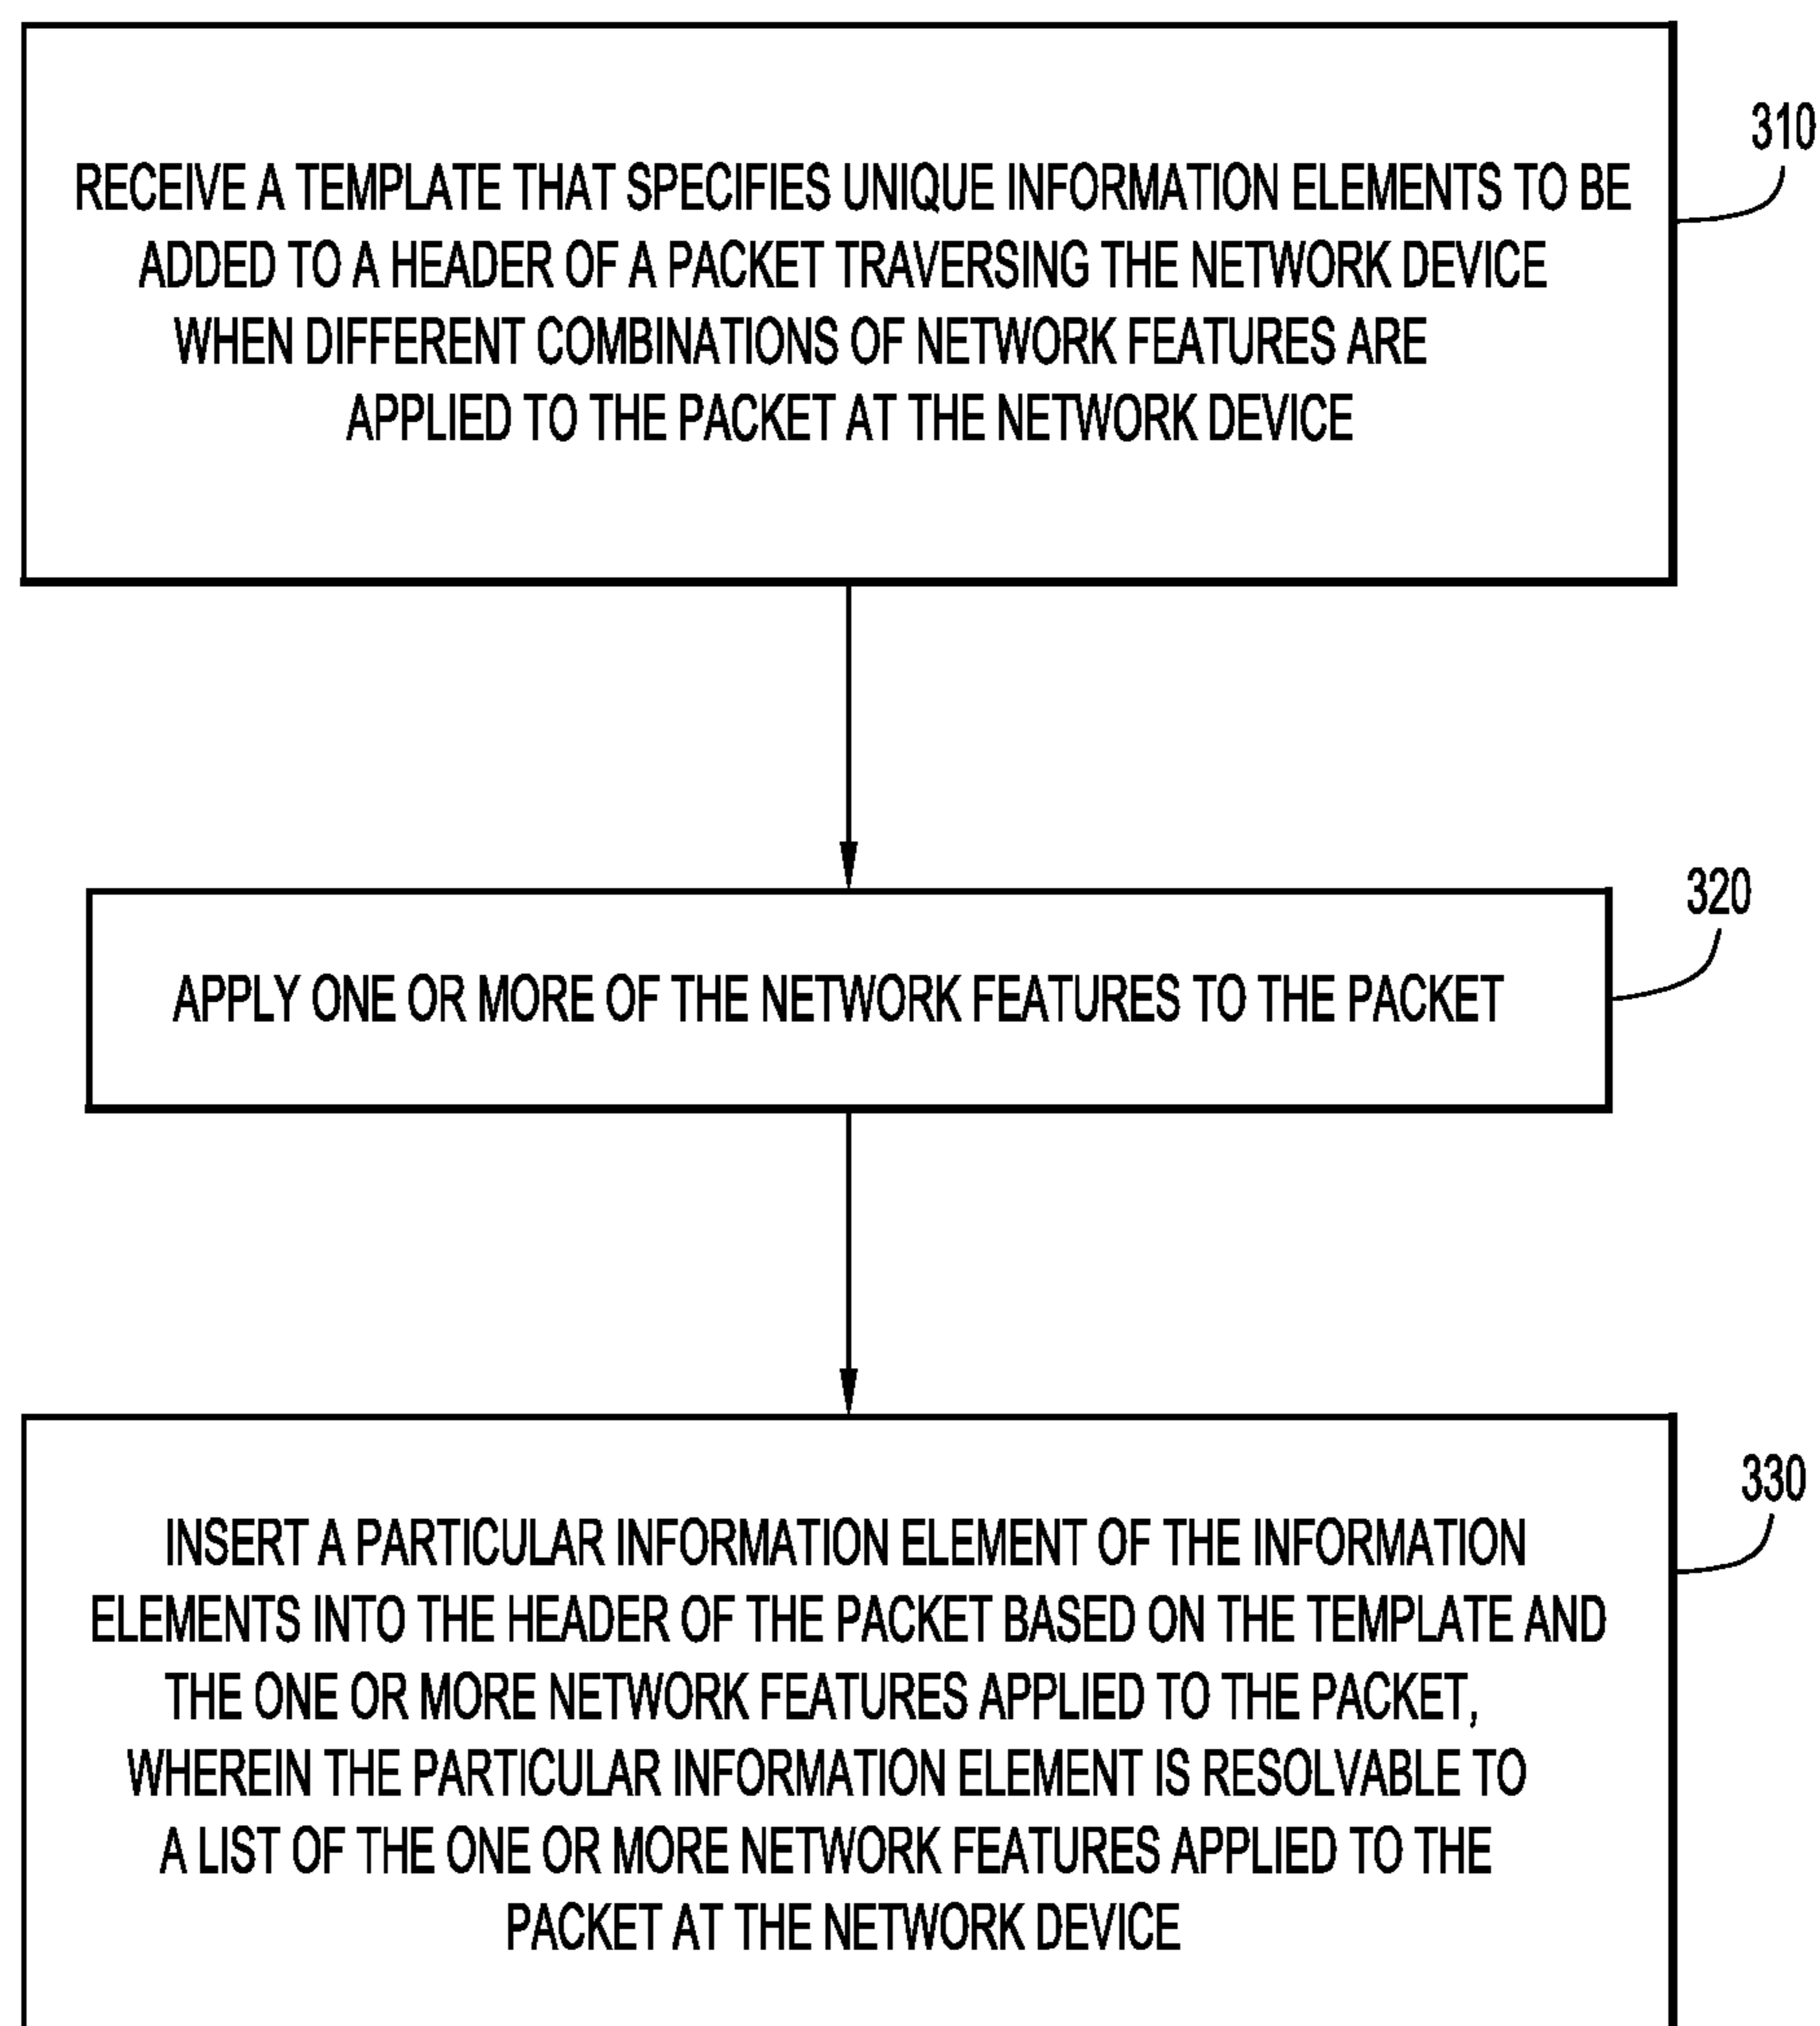 310
RECEIVE A TEMPLATE THAT SPECIFIES UNIQUE INFORMATION ELEMENTS TO BE
ADDED TO A HEADER OF A PACKET TRAVERSING THE NETWORK DEVICE
WHEN DIFFERENT COMBINATIONS OF NETWORK FEATURES ARE
APPLIED TO THE PACKET AT THE NETWORK DEVICE
320
APPLY ONE OR MORE OF THE NETWORK FEATURES TO THE PACKET
330
INSERT A PARTICULAR INFORMATION ELEMENT OF THE INFORMATION
ELEMENTS INTO THE HEADER OF THE PACKET BASED ON THE TEMPLATE AND
THE ONE OR MORE NETWORK FEATURES APPLIED TO THE PACKET,
WHEREIN THE PARTICULAR INFORMATION ELEMENT IS RESOLVABLE TO
A LIST OF THE ONE OR MORE NETWORK FEATURES APPLIED TO THE
PACKET AT THE NETWORK DEVICE